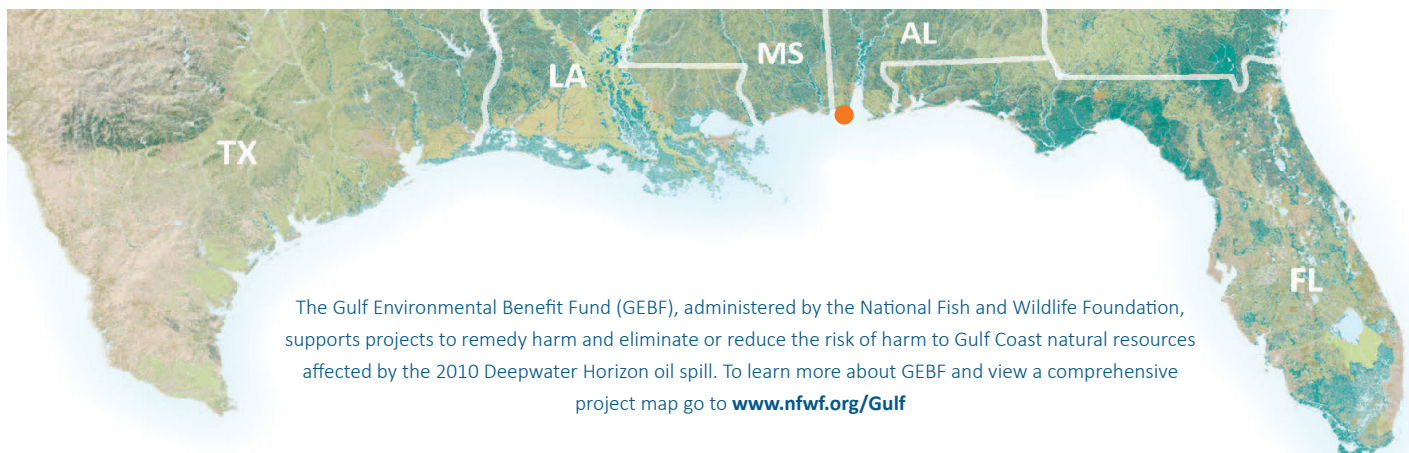 AL
MS
LA
TX
FL
The Gulf Environmental Benefit Fund (GEBF), administered by the National Fish and Wildlife Foundation,
supports projects to remedy harm and eliminate or reduce the risk of harm to Gulf Coast natural resources
affected by the 2010 Deepwater Horizon oil spill. To learn more about GEBF and view a comprehensive
project map go to www.nfwf.org/Gulf